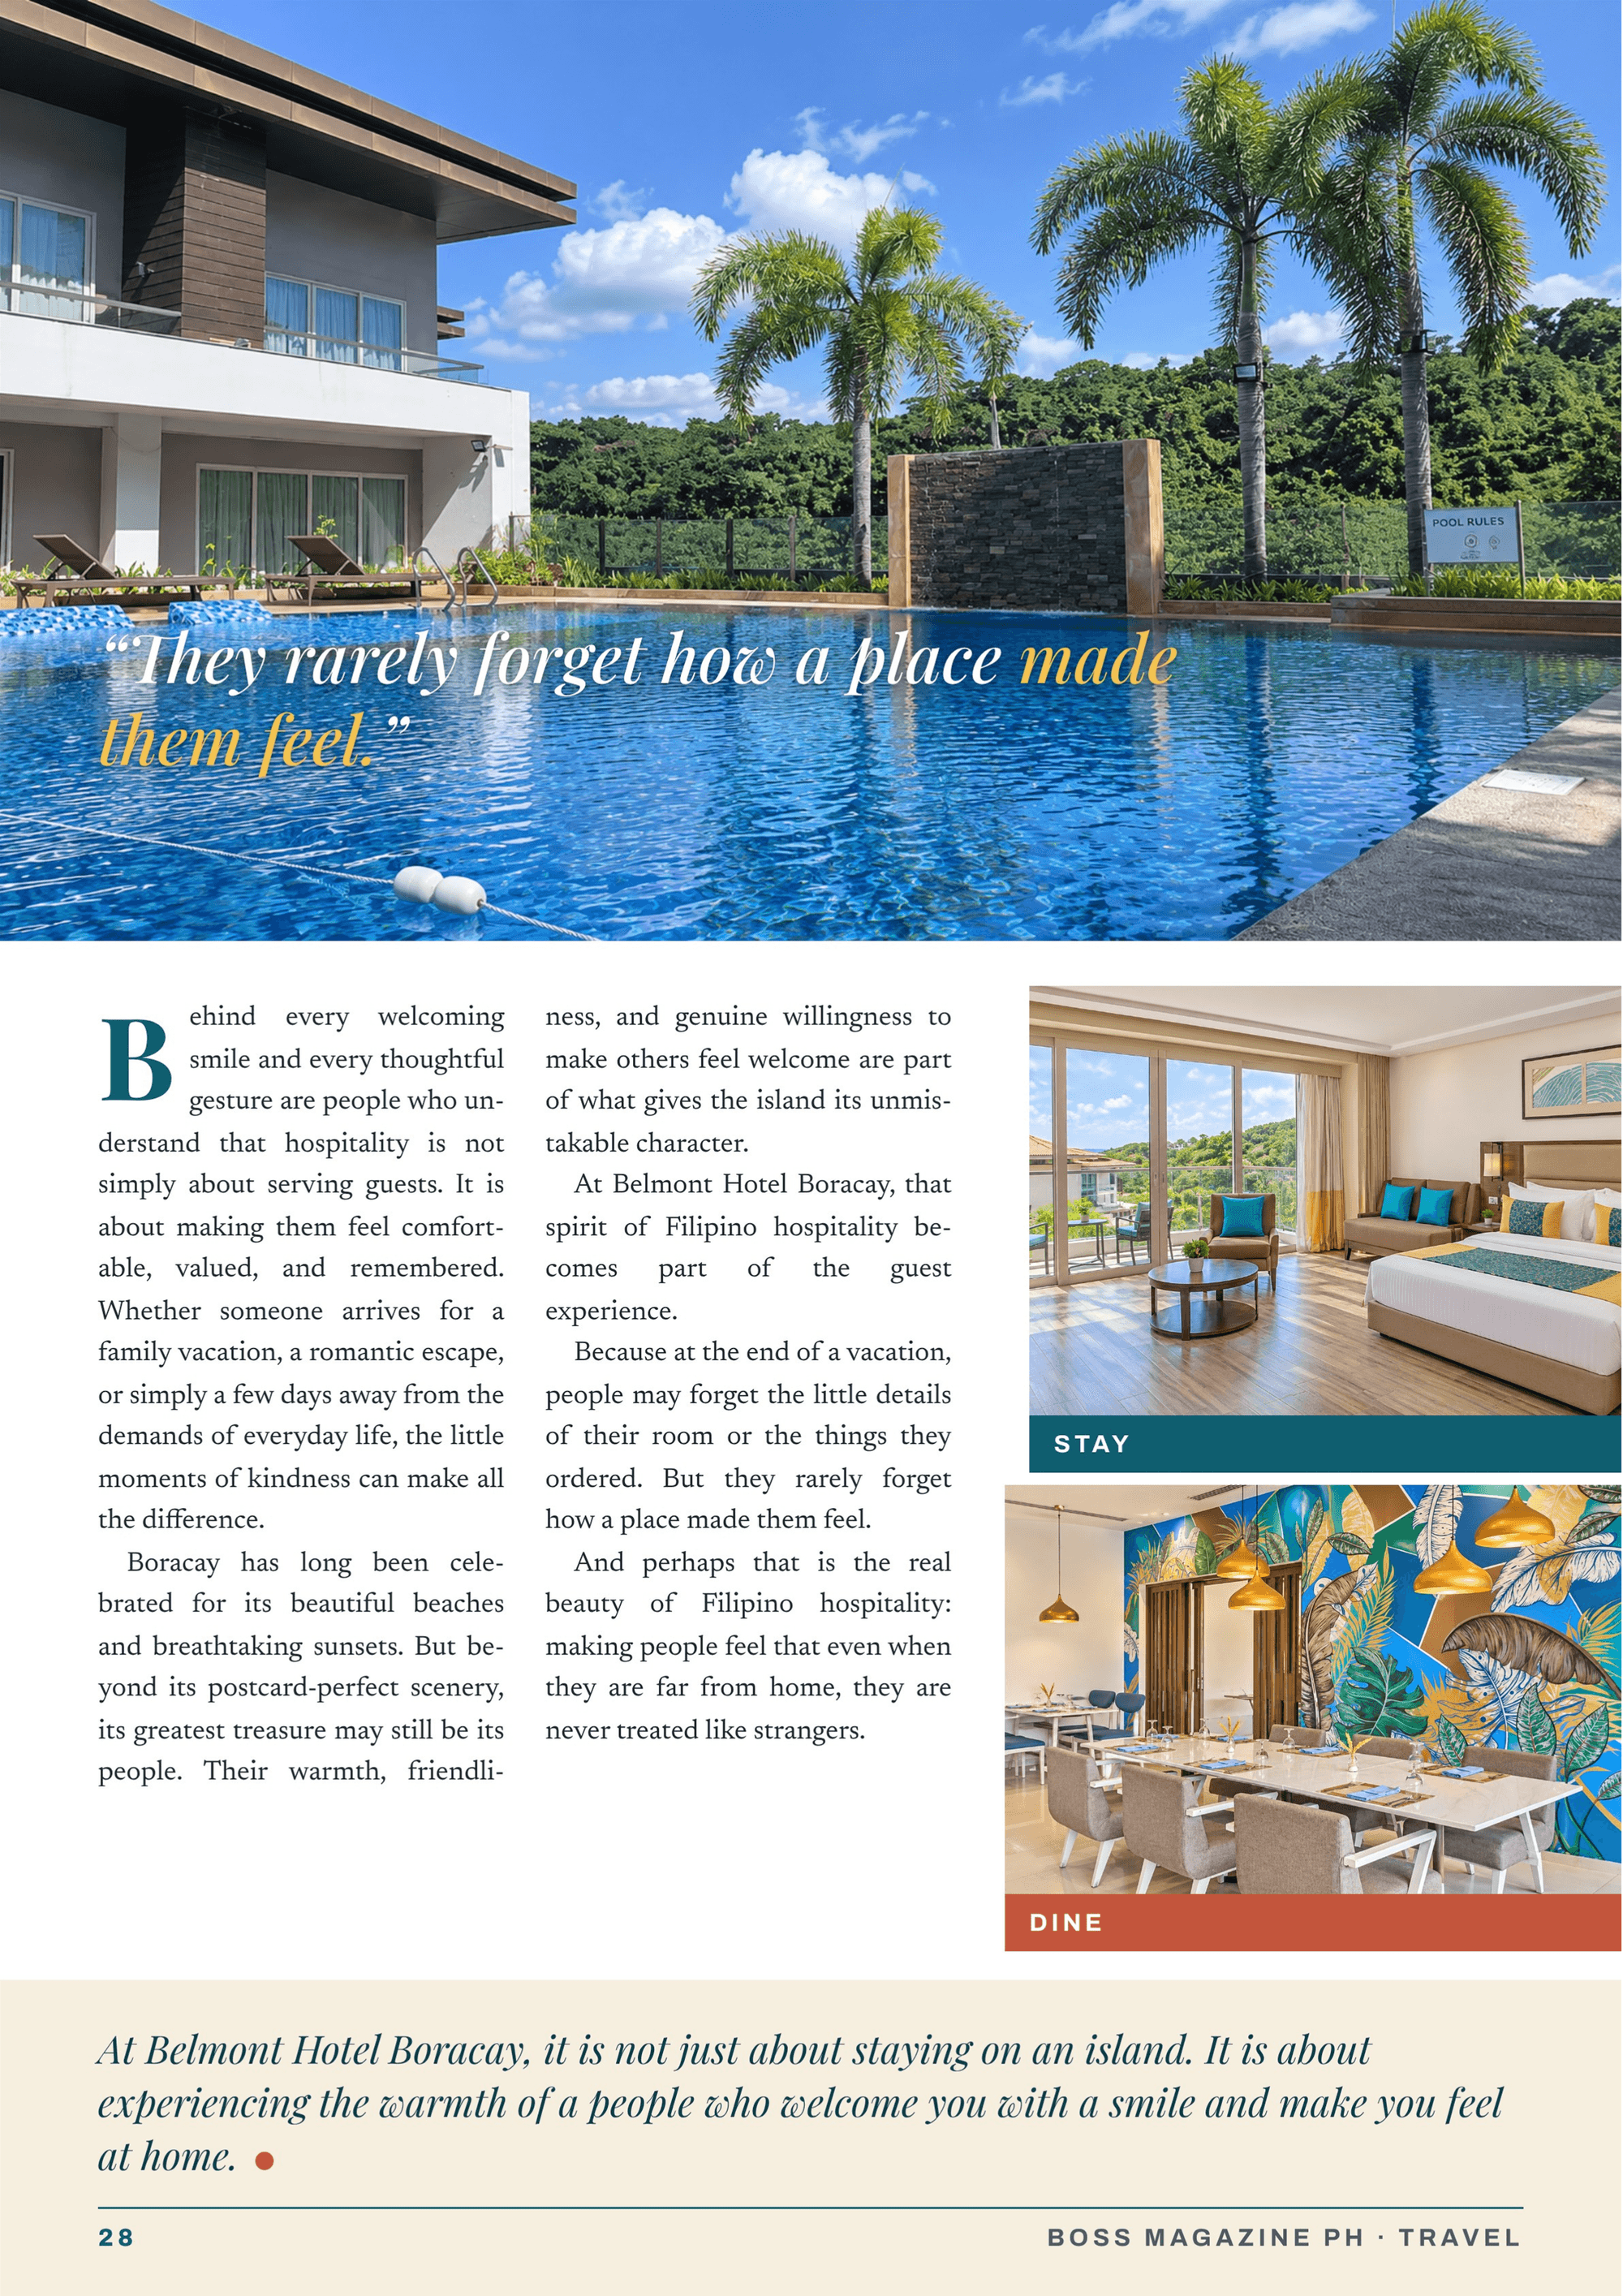 POOL RULES
“They rarely forget how a place made
them feel.”
Behind every welcoming
smile and every thoughtful
gesture are people who un-
derstand that hospitality is not
simply about serving guests. It is
about making them feel comfort-
able, valued, and remembered.
Whether someone arrives for a
family vacation, a romantic escape,
or simply a few days away from the
demands of everyday life, the little
moments of kindness can make all
the difference.
Boracay has long been cele-
brated for its beautiful beaches
and breathtaking sunsets. But be-
yond its postcard-perfect scenery,
its greatest treasure may still be its
people. Their warmth, friendli-
ness, and genuine willingness to
make others feel welcome are part
of what gives the island its unmis-
takable character.
At Belmont Hotel Boracay, that
spirit of Filipino hospitality be-
comes part of the guest
experience.
Because at the end of a vacation,
people may forget the little details
of their room or the things they
ordered. But they rarely forget
how a place made them feel.
And perhaps that is the real
beauty of Filipino hospitality:
making people feel that even when
they are far from home, they are
never treated like strangers.
STAY
DINE
At Belmont Hotel Boracay, it is not just about staying on an island. It is about
experiencing the warmth of a people who welcome you with a smile and make you feel
at home.
28
BOSS MAGAZINE PH · TRAVEL